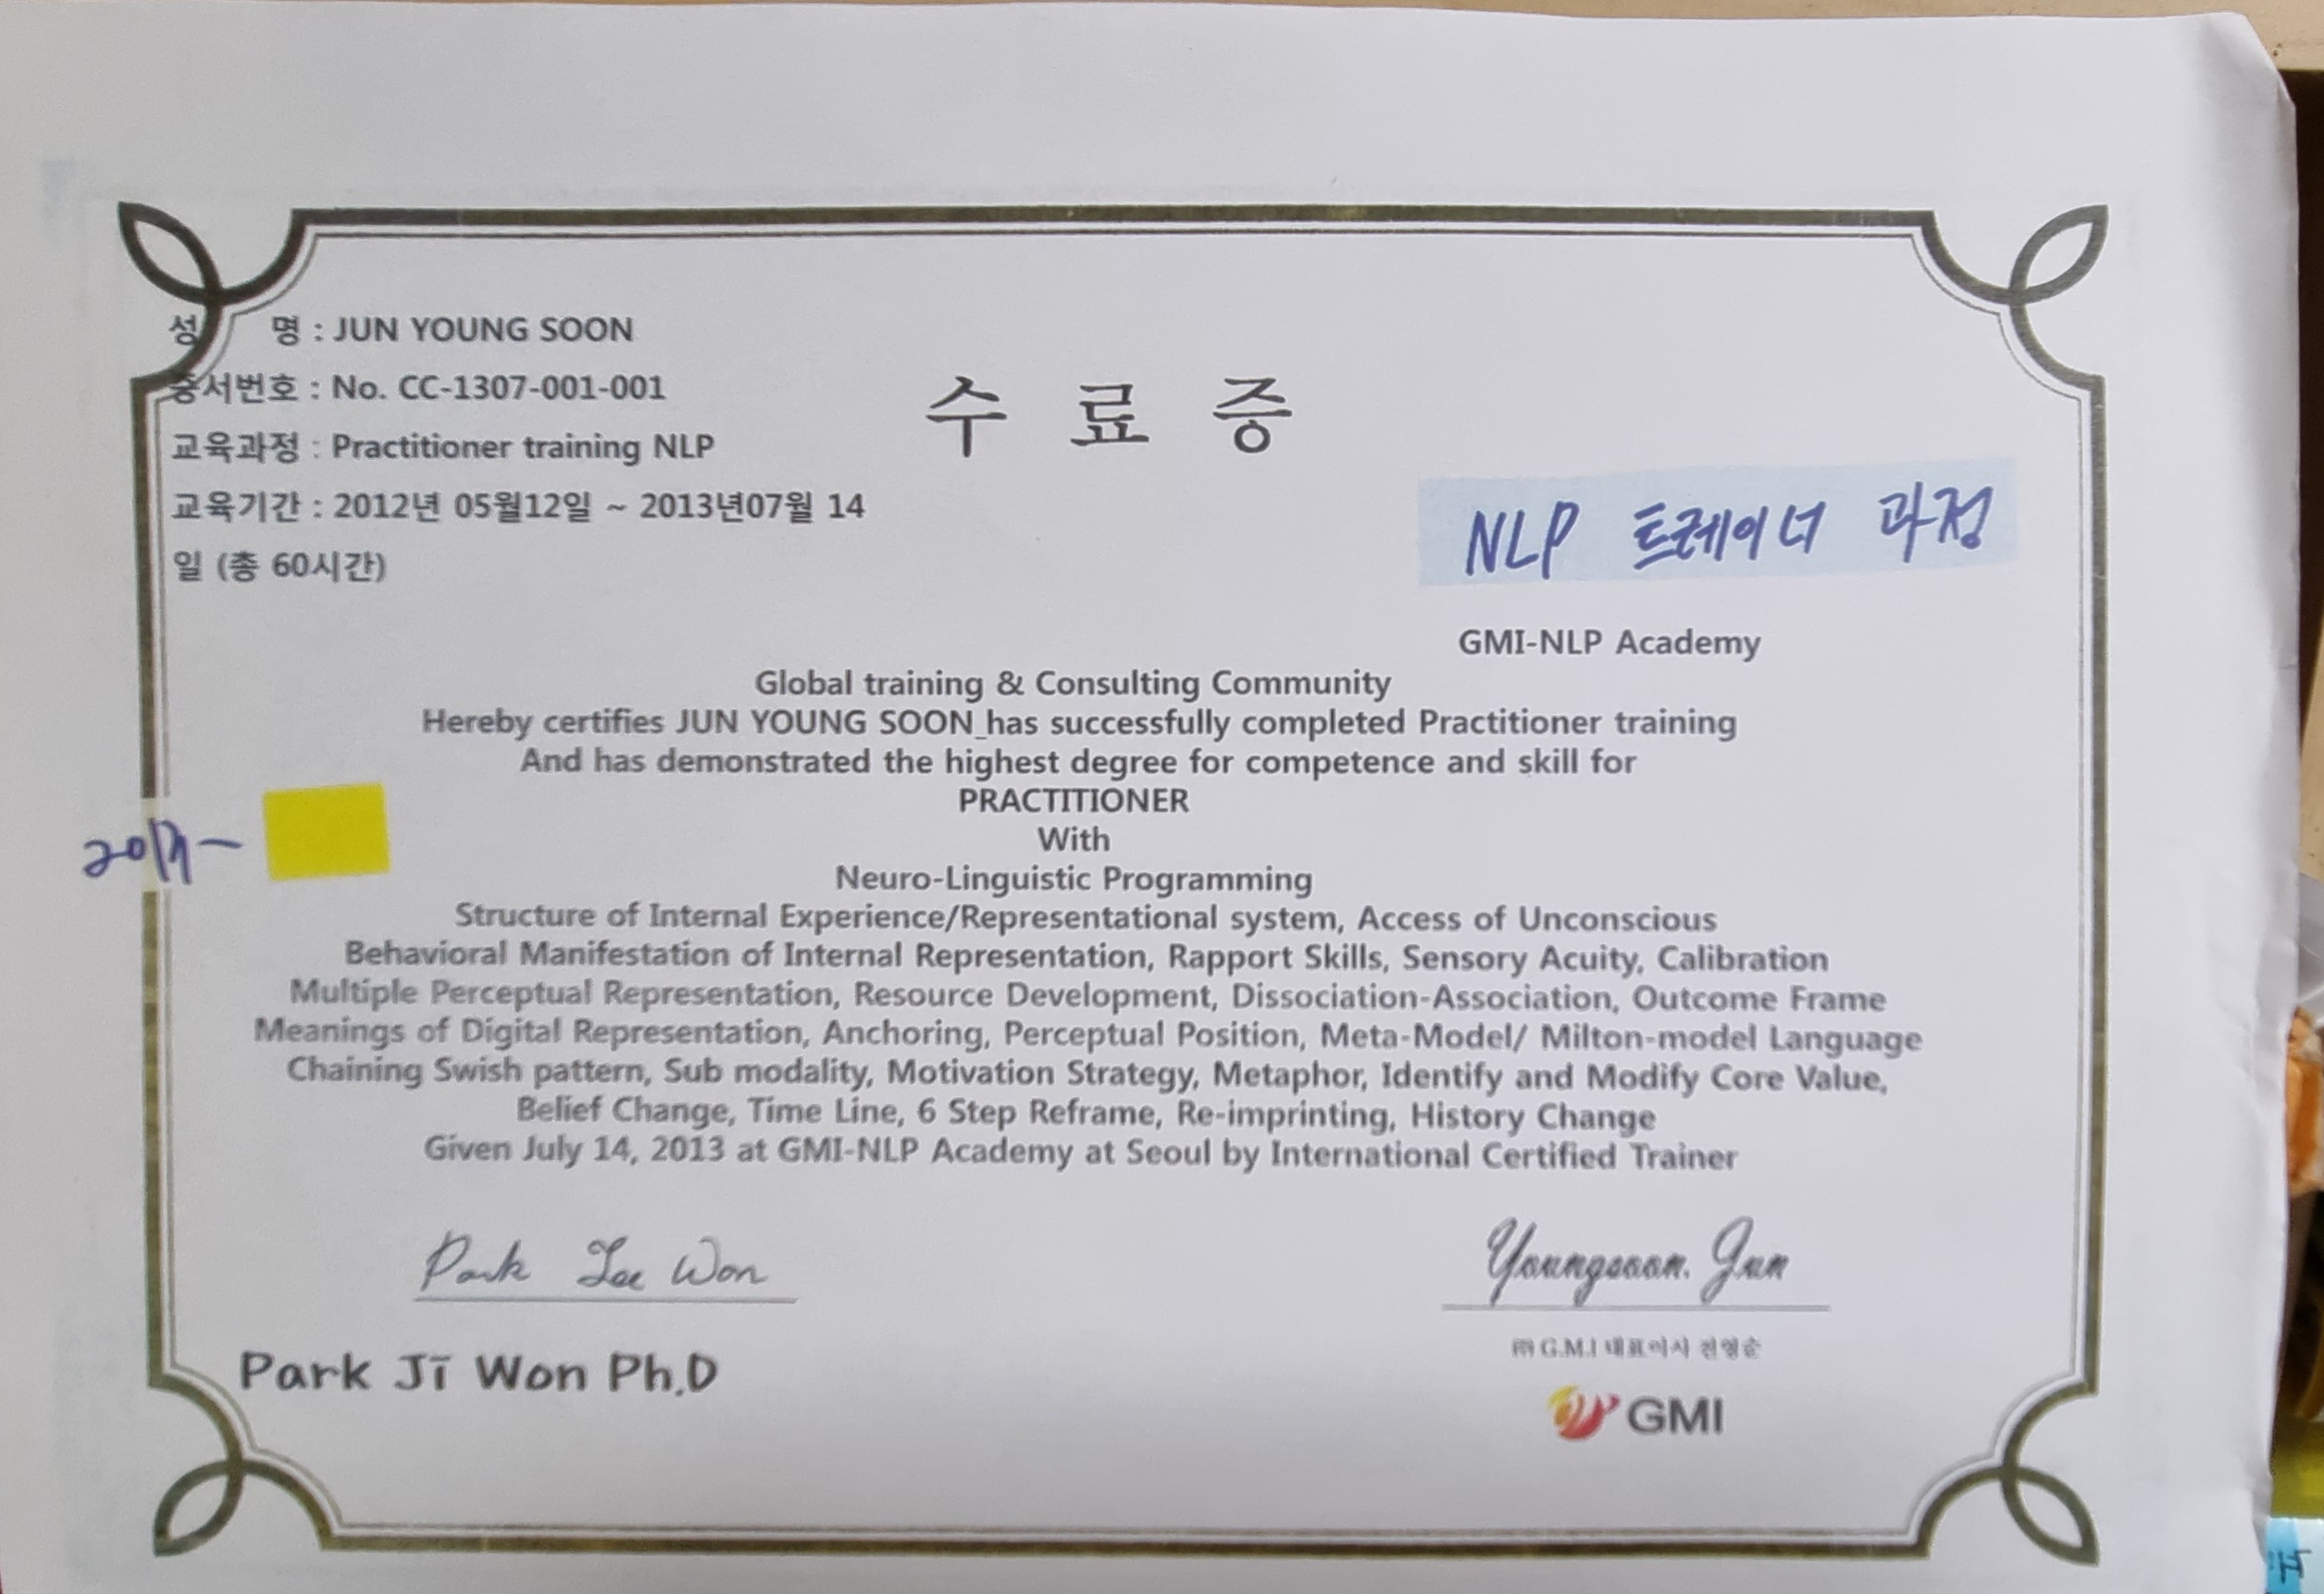 성 명 : JUN YOUNG SOON
증서번호 : No. CC-1307-001-001
교육과정 : Practitioner training NLP
교육기간 : 2012년 05월12일 ~ 2013년07월 14
일 (총 60시간)
수 료 증
NLP 트레이너 과정
GMI-NLP Academy
Global training & Consulting Community
Hereby certifies JUN YOUNG SOON_has successfully completed Practitioner training
And has demonstrated the highest degree for competence and skill for
PRACTITIONER
With
Neuro-Linguistic Programming
Structure of Internal Experience/Representational system, Access of Unconscious
Behavioral Manifestation of Internal Representation, Rapport Skills, Sensory Acuity, Calibration
Multiple Perceptual Representation, Resource Development, Dissociation-Association, Outcome Frame
Meanings of Digital Representation, Anchoring, Perceptual Position, Meta-Model/ Milton-model Language
Chaining Swish pattern, Sub modality, Motivation Strategy, Metaphor, Identify and Modify Core Value,
Belief Change, Time Line, 6 Step Reframe, Re-imprinting, History Change
Given July 14, 2013 at GMI-NLP Academy at Seoul by International Certified Trainer
Park Jee Won
Youngsoon. Jun
Park Ji Won Ph.D
㈜ G.M.I 대표이사 전영순
GMI